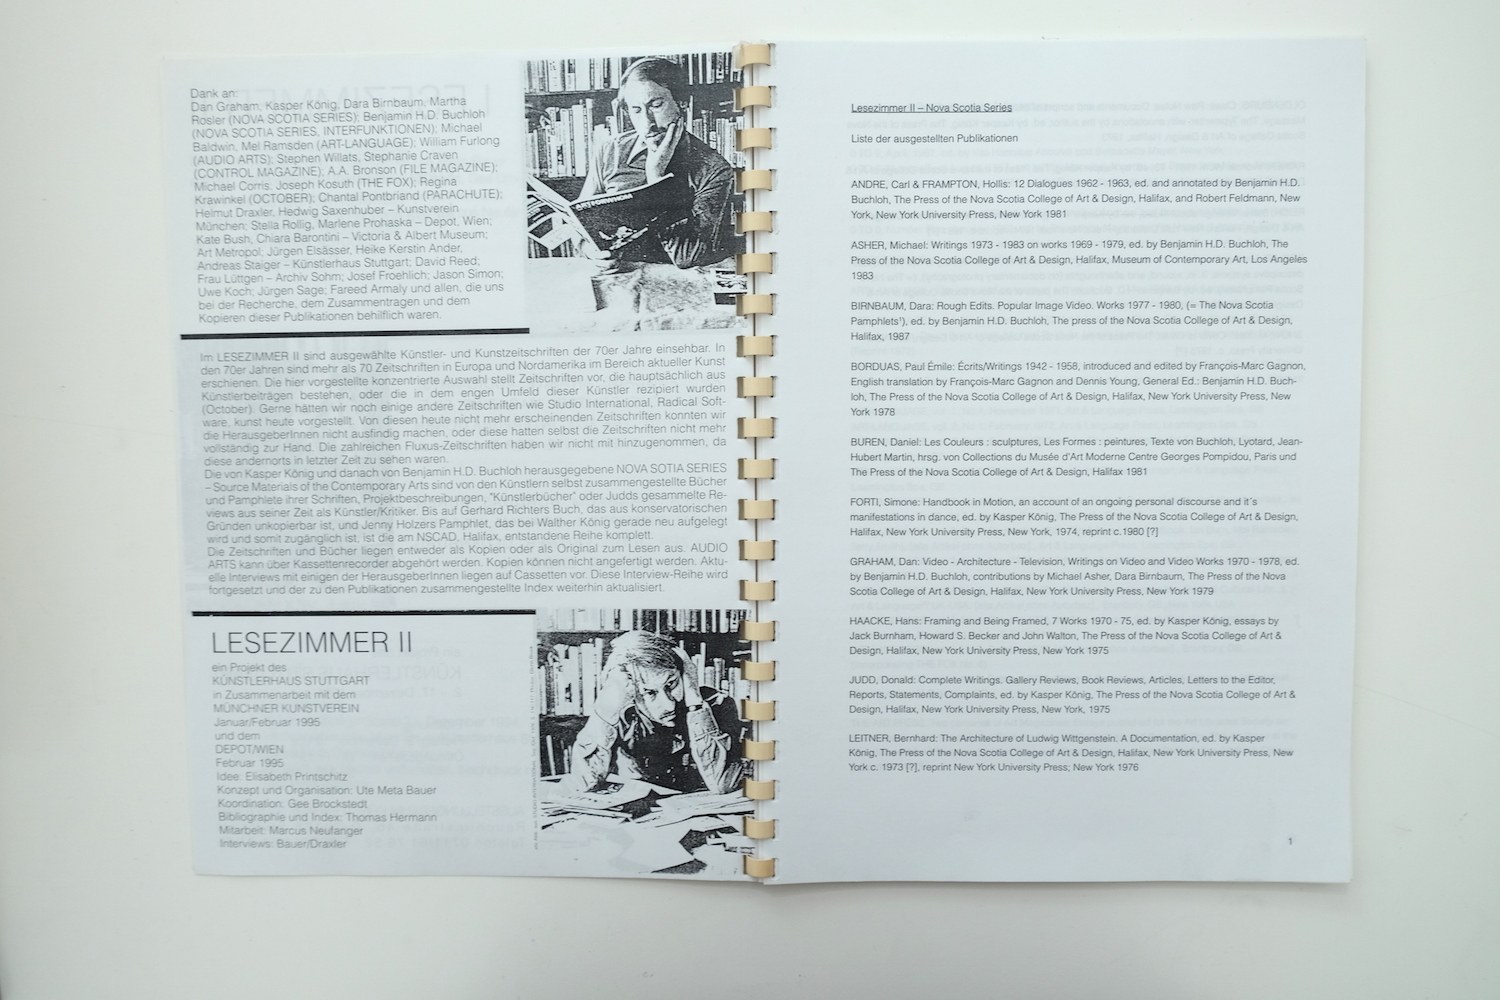 Dank an:
Dan Graham, Kasper König, Dara Birnbaum, Martha
Rosler (NOVA SCOTIA SERIES); Benjamin H.D. Buchloh
(NOVA SCOTIA SERIES, INTERFUNKTIONEN); Michael
Baldwin, Mel Ramsden (ART-LANGUAGE); William Furlong
(AUDIO ARTS); Stephen Willats, Stephanie Craven
(CONTROL MAGAZINE); A.A. Bronson (FILE MAGAZINE);
Michael Corris, Joseph Kosuth (THE FOX); Regina
Krawinkel (OCTOBER); Chantal Pontbriand (PARACHUTE);
Helmut Draxler, Hedwig Saxenhuber – Kunstverein
München; Stella Rollig, Marlene Prohaska – Depot, Wien;
Kate Bush, Chiara Barontini – Victoria & Albert Museum;
Art Metropol; Jürgen Elsässer, Heike Kerstin Ander,
Andreas Staiger – Künstlerhaus Stuttgart; David Reed;
Frau Lüttgen – Archiv Sohm; Josef Froehlich; Jason Simon;
Uwe Koch; Jürgen Sage; Fareed Armaly und allen, die uns
bei der Recherche, dem Zusammentragen und dem
Kopieren dieser Publikationen behilflich waren.
Im LESEZIMMER II sind ausgewählte Künstler- und Kunstzeitschriften der 70er Jahre einsehbar. In
den 70er Jahren sind mehr als 70 Zeitschriften in Europa und Nordamerika im Bereich aktueller Kunst
erschienen. Die hier vorgestellte konzentrierte Auswahl stellt Zeitschriften vor, die hauptsächlich aus
Künstlerbeiträgen bestehen, oder die in dem engen Umfeld dieser Künstler rezipiert wurden
(October). Gerne hätten wir noch einige andere Zeitschriften wie Studio International, Radical Soft-
ware, kunst heute vorgestellt. Von diesen heute nicht mehr erscheinenden Zeitschriften konnten wir
die HerausgeberInnen nicht ausfindig machen, oder diese hatten selbst die Zeitschriften nicht mehr
vollständig zur Hand. Die zahlreichen Fluxus-Zeitschriften haben wir nicht mit hinzugenommen, da
diese andernorts in letzter Zeit zu sehen waren.
Die von Kasper König und danach von Benjamin H.D. Buchloh herausgegebene NOVA SOTIA SERIES
– Source Materials of the Contemporary Arts sind von den Künstlern selbst zusammengestellte Bücher
und Pamphlete ihrer Schriften, Projektbeschreibungen, "Künstlerbücher" oder Judds gesammelte Re-
views aus seiner Zeit als Künstler/Kritiker. Bis auf Gerhard Richters Buch, das aus konservatorischen
Gründen unkopierbar ist, und Jenny Holzers Pamphlet, das bei Walther König gerade neu aufgelegt
wird und somit zugänglich ist, ist die am NSCAD, Halifax, entstandene Reihe komplett.
Die Zeitschriften und Bücher liegen entweder als Kopien oder als Original zum Lesen aus. AUDIO
ARTS kann über Kassettenrecorder abgehört werden. Kopien können nicht angefertigt werden. Aktu-
elle Interviews mit einigen der HerausgeberInnen liegen auf Cassetten vor. Diese Interview-Reihe wird
fortgesetzt und der zu den Publikationen zusammengestellte Index weiterhin aktualisiert.
LESEZIMMER II
ein Projekt des
KÜNSTLERHAUS STUTTGART
in Zusammenarbeit mit dem
MÜNCHNER KUNSTVEREIN
Januar/Februar 1995
und dem
DEPOT/WIEN
Februar 1995
Idee: Elisabeth Printschitz
Konzept und Organisation: Ute Meta Bauer
Koordination: Gee Brockstedt
Bibliographie und Index: Thomas Hermann
Mitarbeit: Marcus Neufanger
Interviews: Bauer/Draxler
Lesezimmer II – Nova Scotia Series
Liste der ausgestellten Publikationen
ANDRE, Carl & FRAMPTON, Hollis: 12 Dialogues 1962 - 1963, ed. and annotated by Benjamin H.D.
Buchloh, The Press of the Nova Scotia College of Art & Design, Halifax, and Robert Feldmann, New
York, New York University Press, New York 1981
ASHER, Michael: Writings 1973 - 1983 on works 1969 - 1979, ed. by Benjamin H.D. Buchloh, The
Press of the Nova Scotia College of Art & Design, Halifax, Museum of Contemporary Art, Los Angeles
1983
BIRNBAUM, Dara: Rough Edits. Popular Image Video. Works 1977 - 1980, (= The Nova Scotia
Pamphlets¹), ed. by Benjamin H.D. Buchloh, The press of the Nova Scotia College of Art & Design,
Halifax, 1987
BORDUAS, Paul Émile: Écrits/Writings 1942 - 1958, introduced and edited by François-Marc Gagnon,
English translation by François-Marc Gagnon and Dennis Young, General Ed.: Benjamin H.D. Buch-
loh, The Press of the Nova Scotia College of Art & Design, Halifax, New York University Press, New
York 1978
BUREN, Daniel: Les Couleurs : sculptures, Les Formes : peintures, Texte von Buchloh, Lyotard, Jean-
Hubert Martin, hrsg. von Collections du Musée d'Art Moderne Centre Georges Pompidou, Paris und
The Press of the Nova Scotia College of Art & Design, Halifax 1981
FORTI, Simone: Handbook in Motion, an account of an ongoing personal discourse and it´s
manifestations in dance, ed. by Kasper König, The Press of the Nova Scotia College of Art & Design,
Halifax, New York University Press, New York, 1974, reprint c.1980 [?]
GRAHAM, Dan: Video - Architecture - Television, Writings on Video and Video Works 1970 - 1978, ed.
by Benjamin H.D. Buchloh, contributions by Michael Asher, Dara Birnbaum, The Press of the Nova
Scotia College of Art & Design, Halifax, New York University Press, New York 1979
HAACKE, Hans: Framing and Being Framed, 7 Works 1970 - 75, ed. by Kasper König, essays by
Jack Burnham, Howard S. Becker and John Walton, The Press of the Nova Scotia College of Art &
Design, Halifax, New York University Press, New York 1975
JUDD, Donald: Complete Writings. Gallery Reviews, Book Reviews, Articles, Letters to the Editor,
Reports, Statements, Complaints, ed. by Kasper König, The Press of the Nova Scotia College of Art &
Design, Halifax, New York University Press, New York, 1975
LEITNER, Bernhard: The Architecture of Ludwig Wittgenstein. A Documentation, ed. by Kasper
König, The Press of the Nova Scotia College of Art & Design, Halifax, New York University Press, New
York c. 1973 [?], reprint New York University Press; New York 1976
1